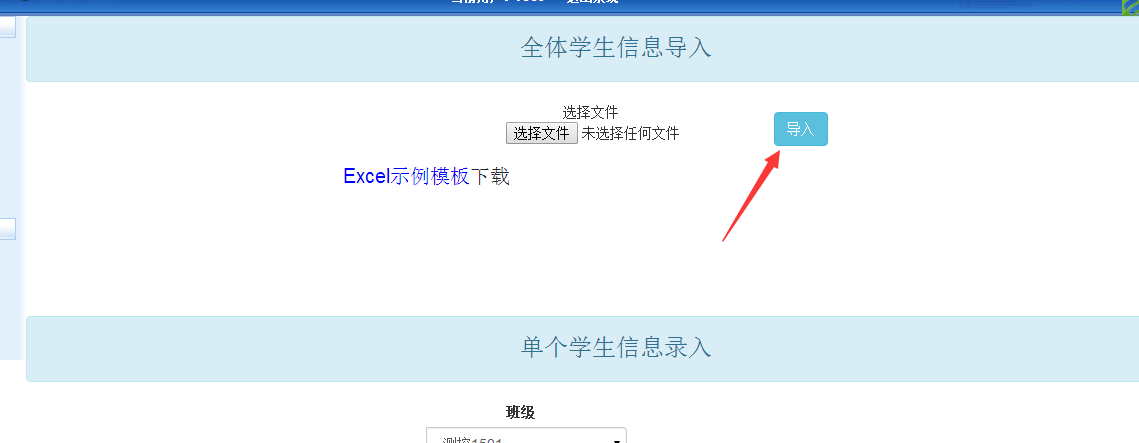 全体学生信息导入
选择文件
选择文件 未选择任何文件
导入
Excel示例模板下载
单个学生信息录入
班级